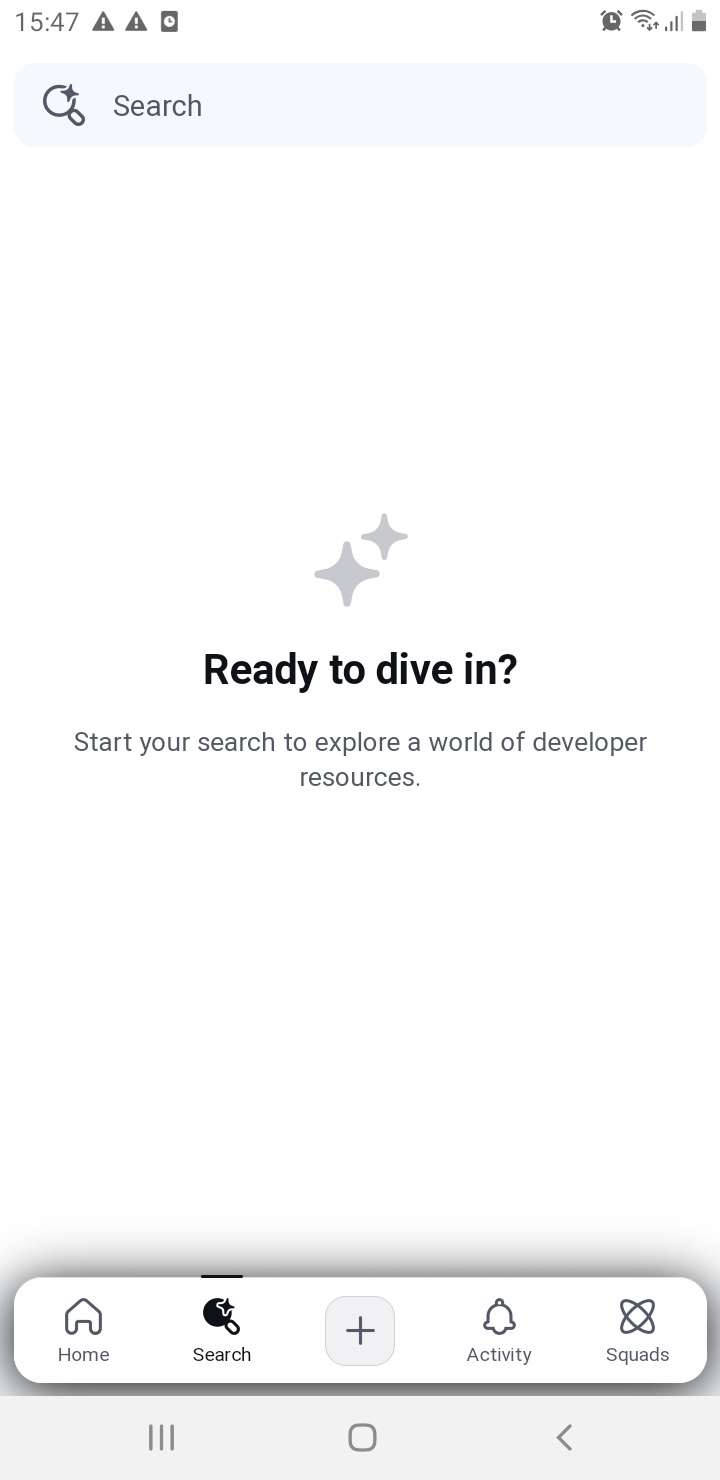 15:47
Search
Ready to dive in?
Start your search to explore a world of developer
resources.
Home
Search
Activity
Squads